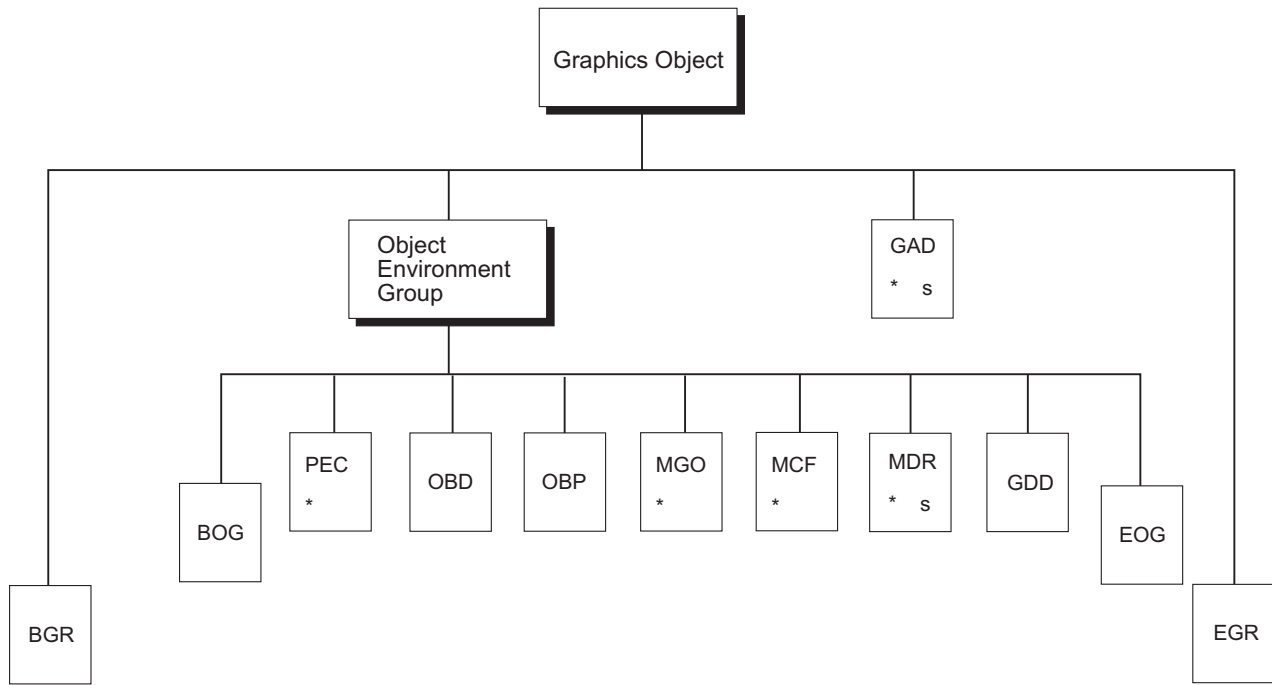 Graphics Object
Object
Environment
Group
GAD
* s
PEC
*
OBD
OBP
MGO
*
MCF
*
MDR
* s
GDD
BOG
EOG
BGR
EGR